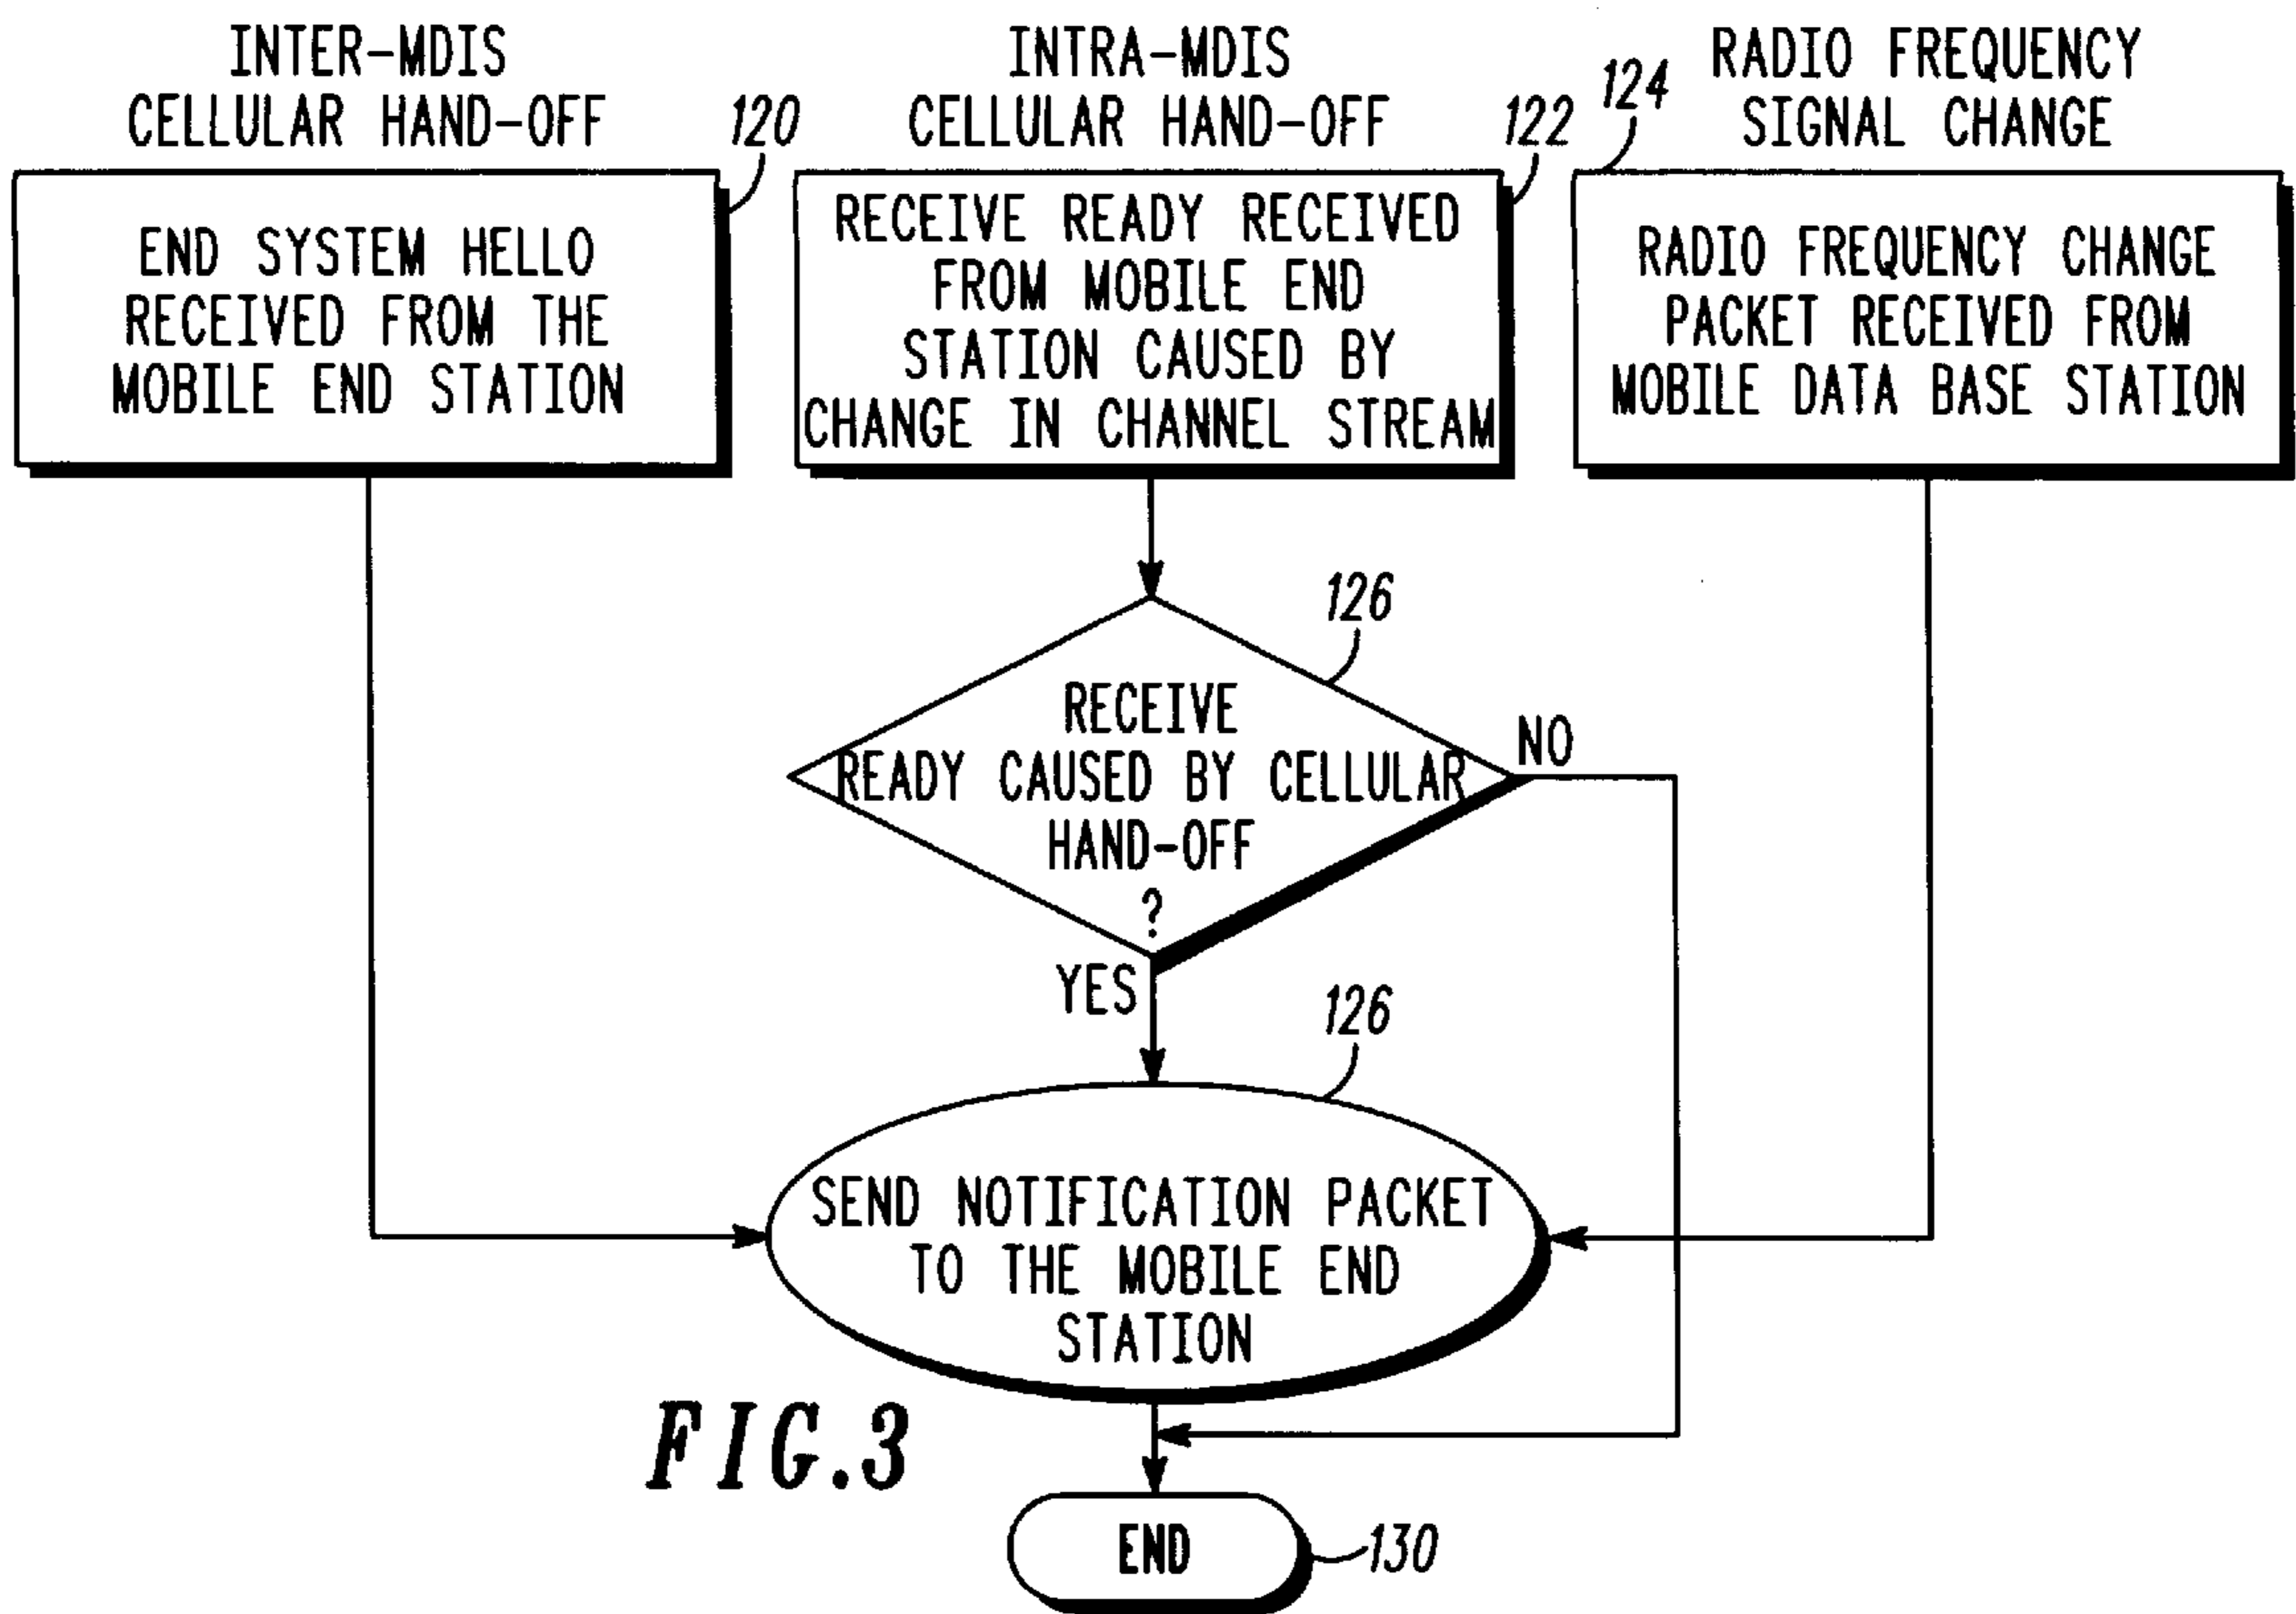 INTER-MDIS
CELLULAR HAND-OFF
120
END SYSTEM HELLO
RECEIVED FROM THE
MOBILE END STATION
INTRA-MDIS
CELLULAR HAND-OFF
122
RECEIVE READY RECEIVED
FROM MOBILE END
STATION CAUSED BY
CHANGE IN CHANNEL STREAM
RADIO FREQUENCY
SIGNAL CHANGE
124
RADIO FREQUENCY CHANGE
PACKET RECEIVED FROM
MOBILE DATA BASE STATION
126
RECEIVE
READY CAUSED BY CELLULAR
HAND-OFF
?
NO
YES
126
SEND NOTIFICATION PACKET
TO THE MOBILE END
STATION
FIG.3
END
130